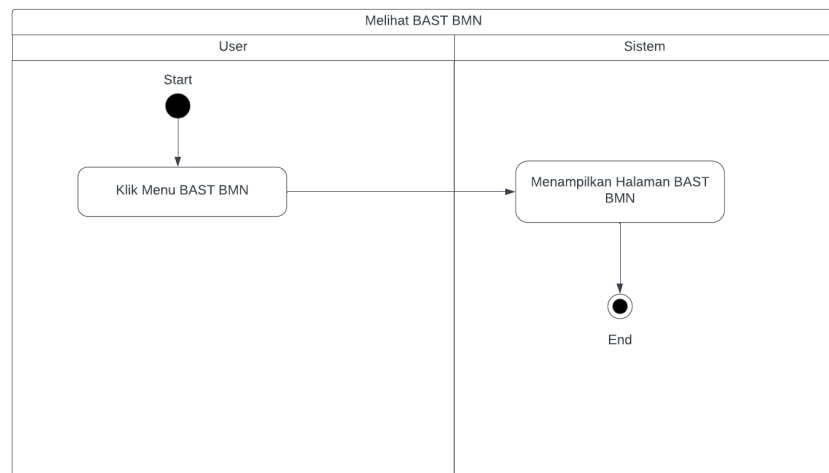 Melihat BAST BMN
User
Sistem
Start
Klik Menu BAST BMN
Menampilkan Halaman BAST
BMN
End